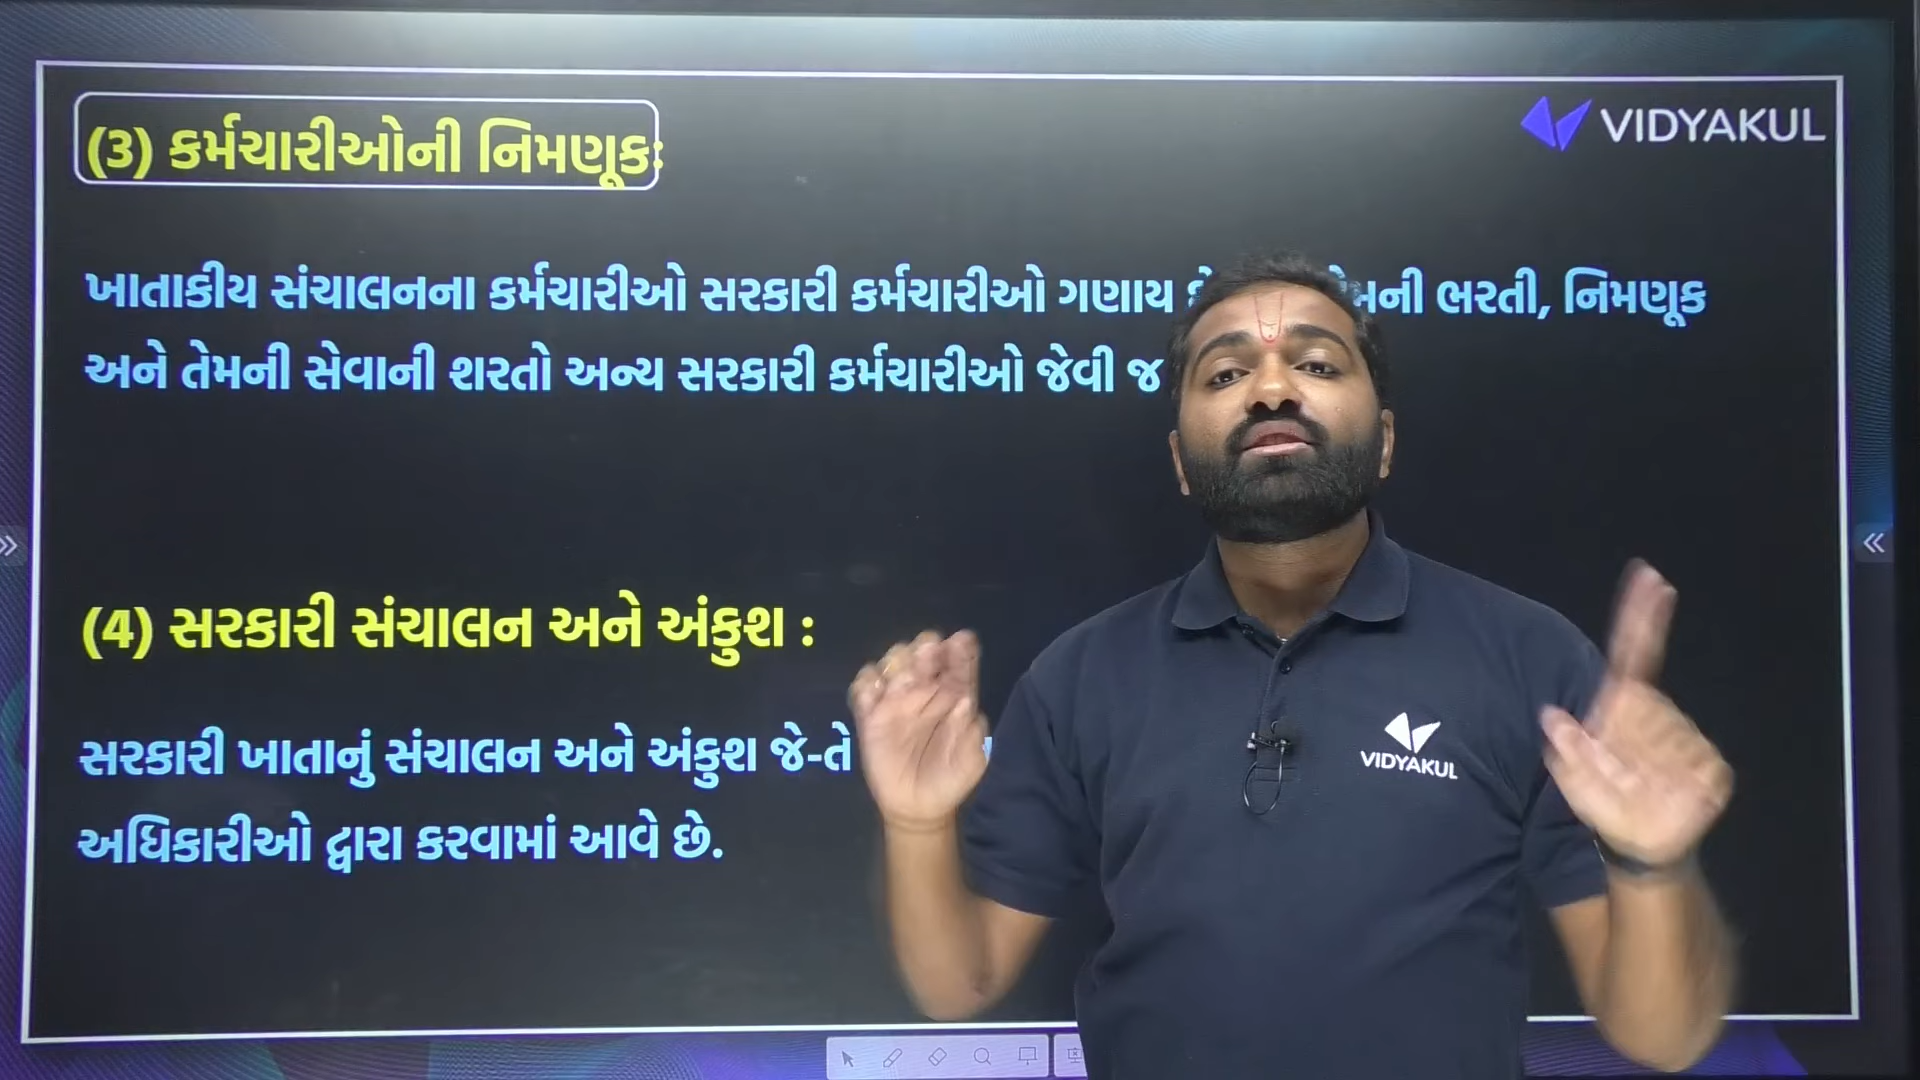 (3) કર્મચારીઓની નિમણૂકઃ
VIDYAKUL
ખાતાકીય સંચાલનના કર્મચારીઓ સરકારી કર્મચારીઓ ગણાય ભરતી, નિમણૂક
અને તેમની સેવાની શરતો અન્ય સરકારી કર્મચારીઓ જેવી જ
(4) સરકારી સંચાલન અને અંકુશ :
સરકારી ખાતાનું સંચાલન અને અંકુશ જે-તે
અધિકારીઓ દ્વારા કરવામાં આવે છે.
VIDYAKUL